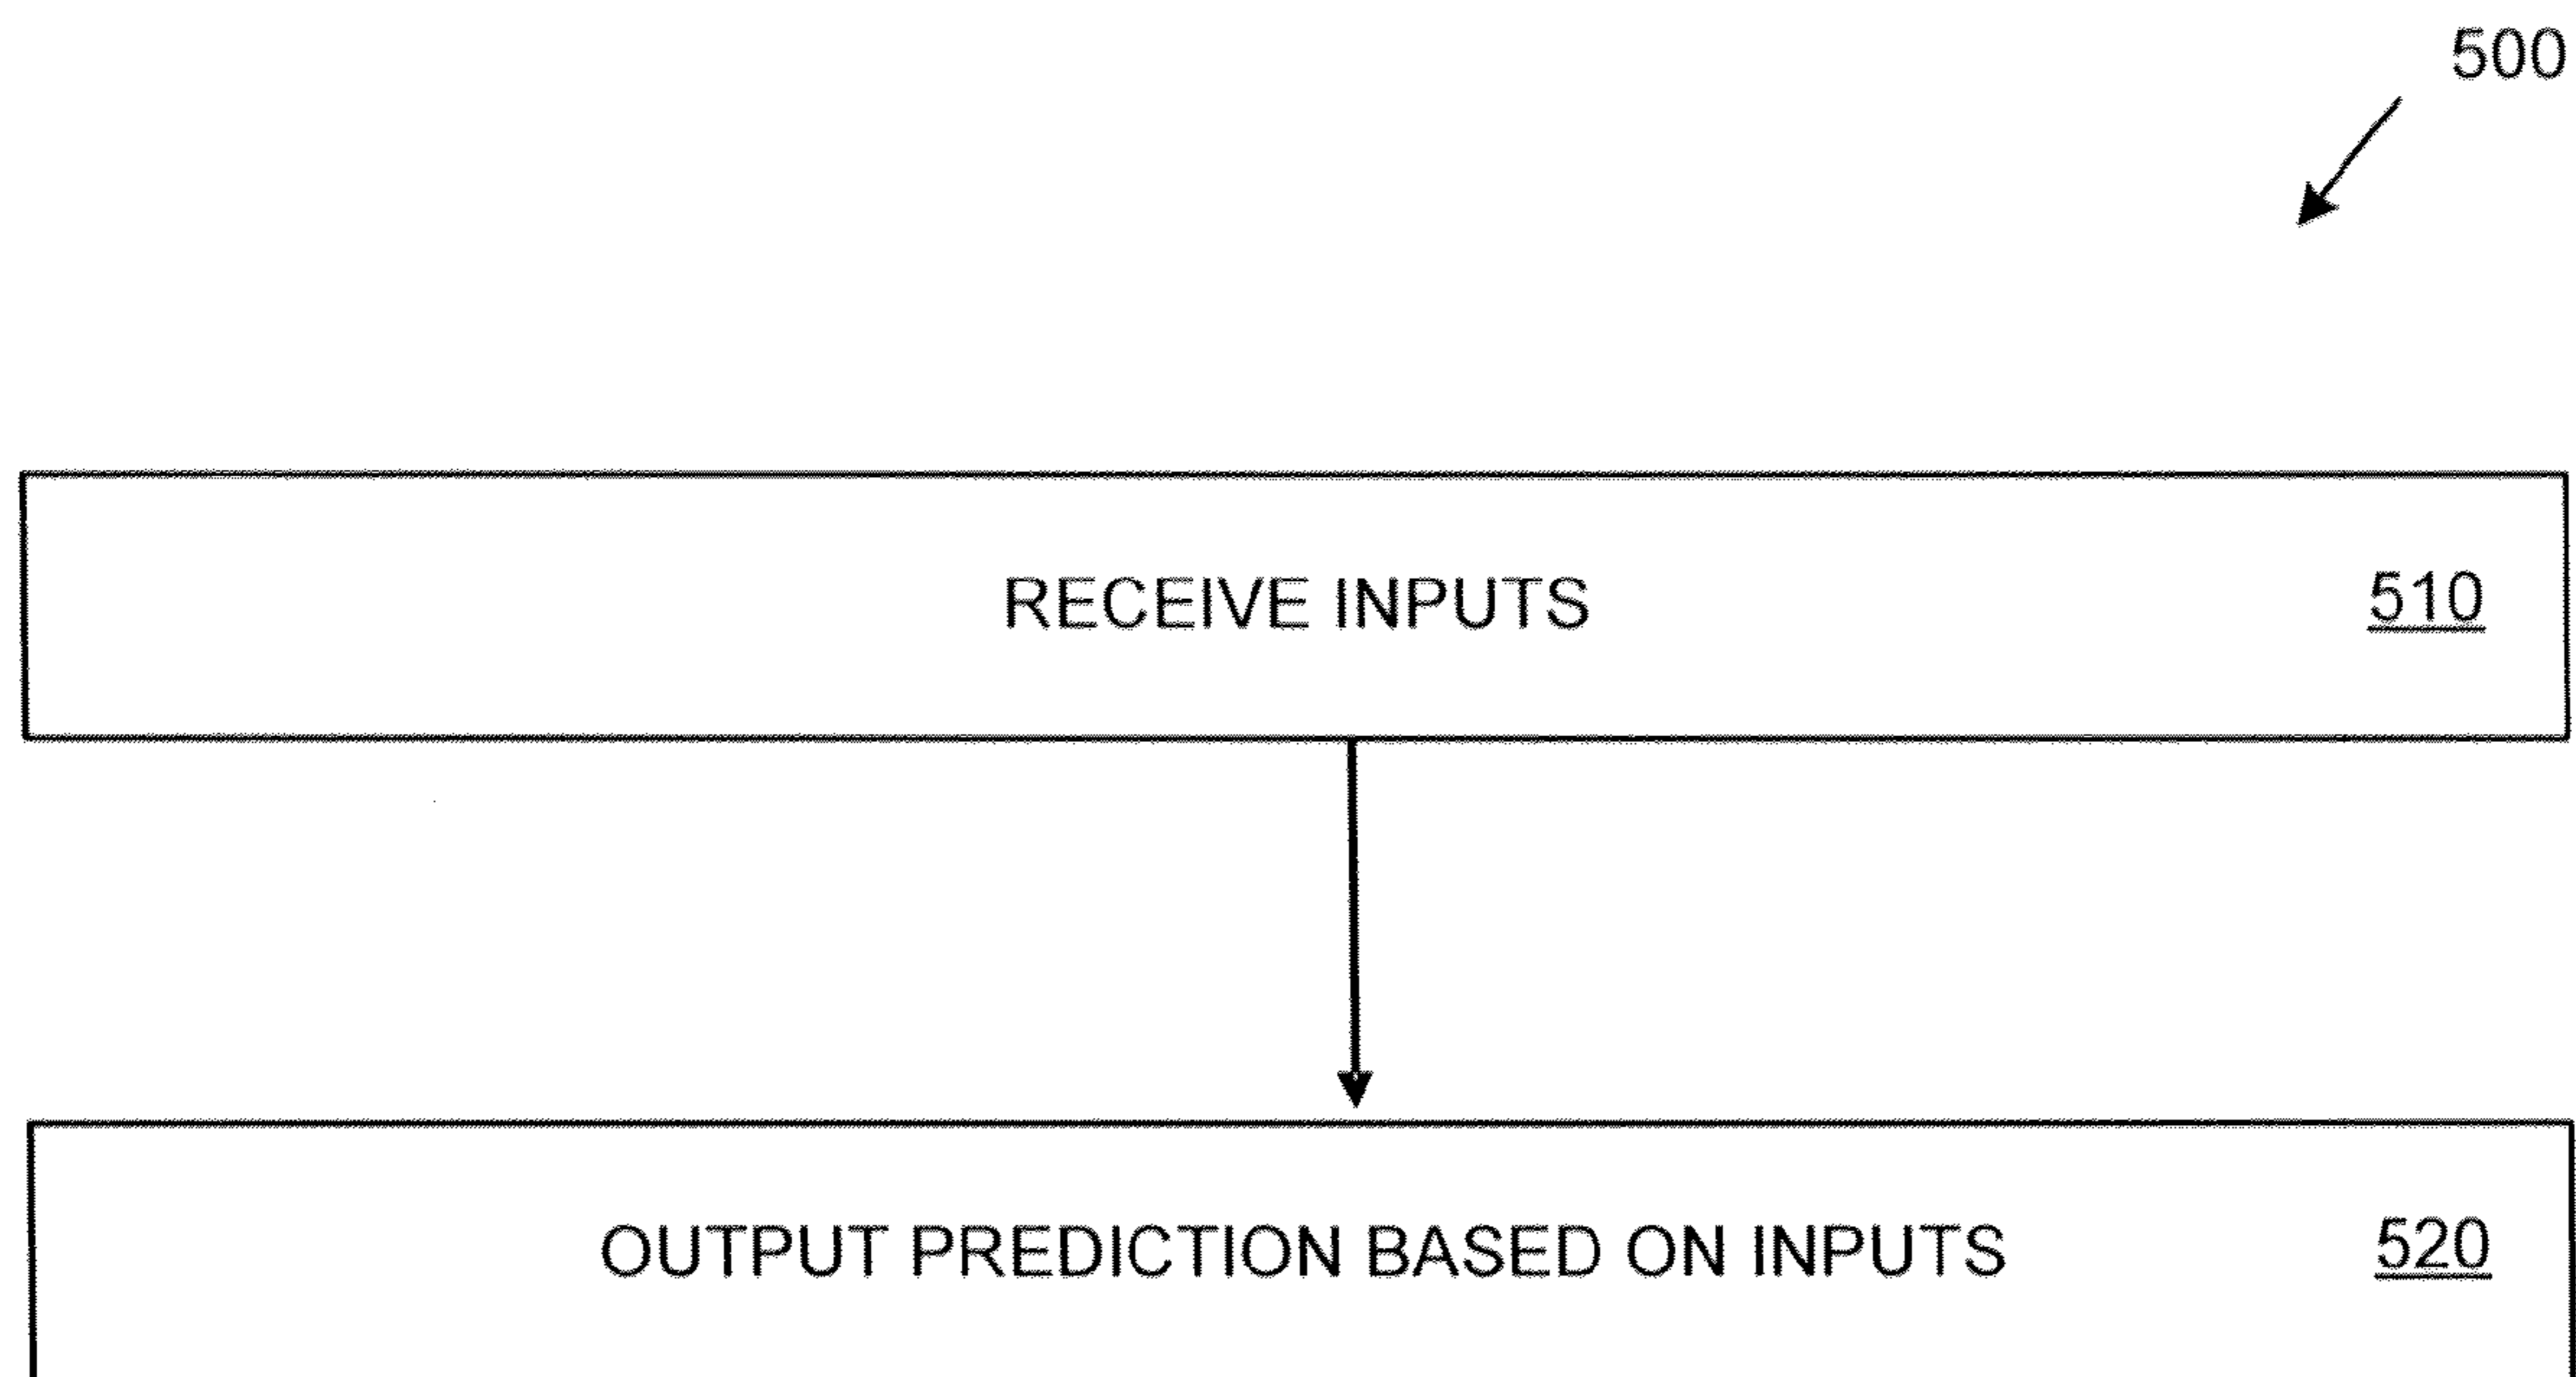 500
RECEIVE INPUTS 510
OUTPUT PREDICTION BASED ON INPUTS 520